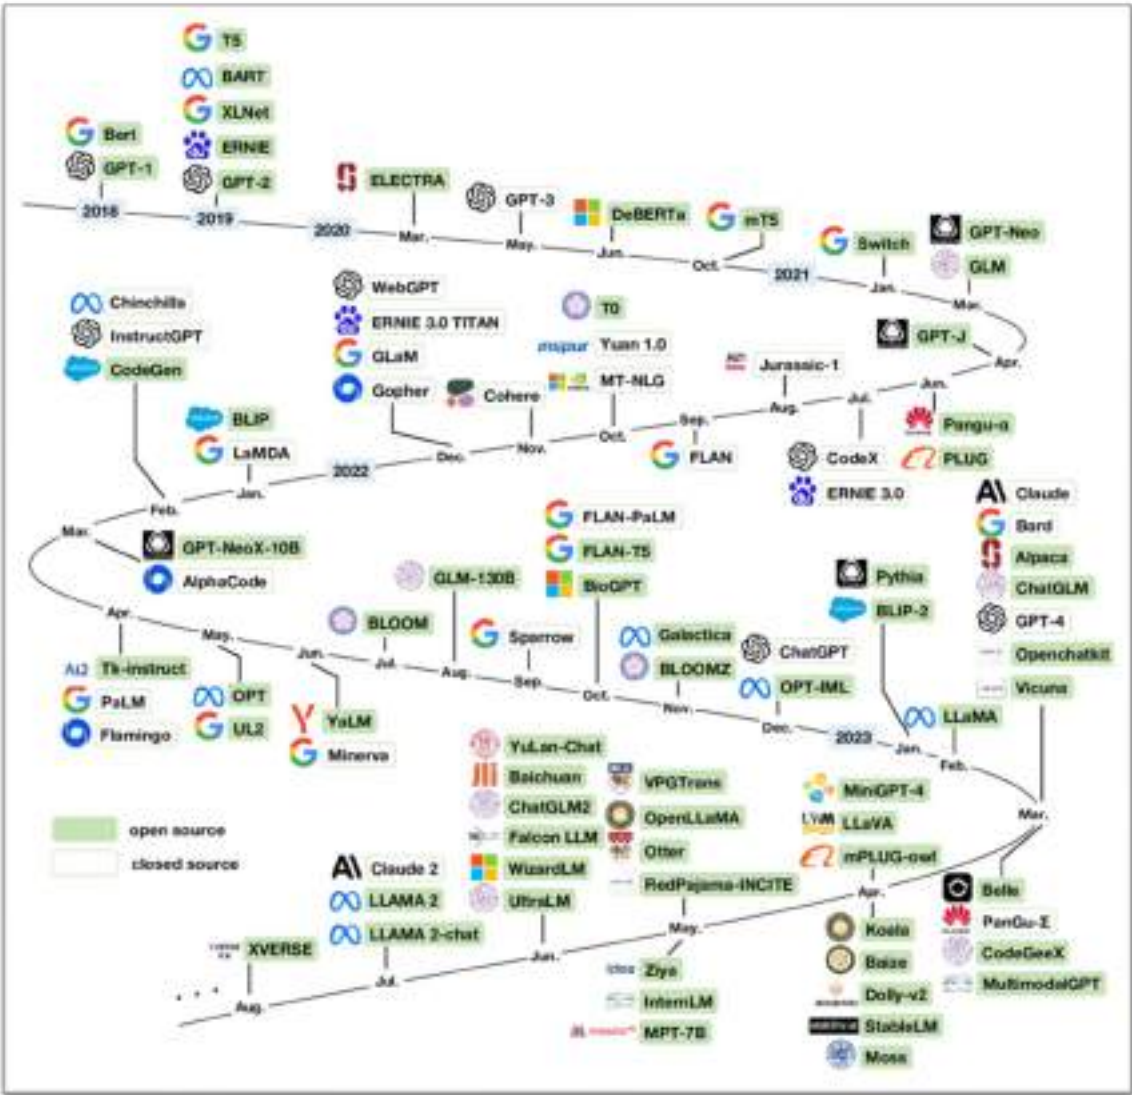 T5
BART
XLNet
ERNIE
GPT-2
Bert
GPT-1
2018
2019
2020
ELECTRA
Mar.
GPT-3
May.
DeBERTa
Jun.
mT5
Oct.
2021
Switch
Jan.
GPT-Neo
GLM
Mar.
GPT-J
Apr.
Jun.
Pangu-α
PLUG
Jul.
CodeX
ERNIE 3.0
Jurassic-1
Aug.
Sep.
FLAN
T0
inspur Yuan 1.0
MT-NLG
Oct.
Cohere
Nov.
WebGPT
ERNIE 3.0 TITAN
GLaM
Gopher
Dec.
2022
BLIP
LaMDA
Jan.
Chinchilla
InstructGPT
CodeGen
Feb.
Mar.
GPT-NeoX-10B
AlphaCode
Apr.
AI2 Tk-instruct
PaLM
Flamingo
May.
OPT
UL2
Jun.
YaLM
Minerva
BLOOM
Jul.
GLM-130B
Aug.
Sparrow
Sep.
FLAN-PaLM
FLAN-T5
BioGPT
Oct.
Galactica
BLOOMZ
Nov.
ChatGPT
OPT-IML
Dec.
2023
Pythia
BLIP-2
Jan.
LLaMA
Feb.
Claude
Bard
Alpaca
ChatGLM
GPT-4
Openchatkit
Vicuna
Mar.
Belle
PanGu-Σ
CodeGeeX
MultimodalGPT
MiniGPT-4
LLaVA
mPLUG-owl
Apr.
Koala
Baize
Dolly-v2
StableLM
Moss
VPGTrans
OpenLLaMA
Otter
RedPajama-INCITE
May.
idea Ziya
InternLM
MPT-7B
YuLan-Chat
Baichuan
ChatGLM2
Falcon LLM
WizardLM
UltraLM
Jun.
Claude 2
LLAMA 2
LLAMA 2-chat
Jul.
XVERSE
Aug.
. . .
open source
closed source